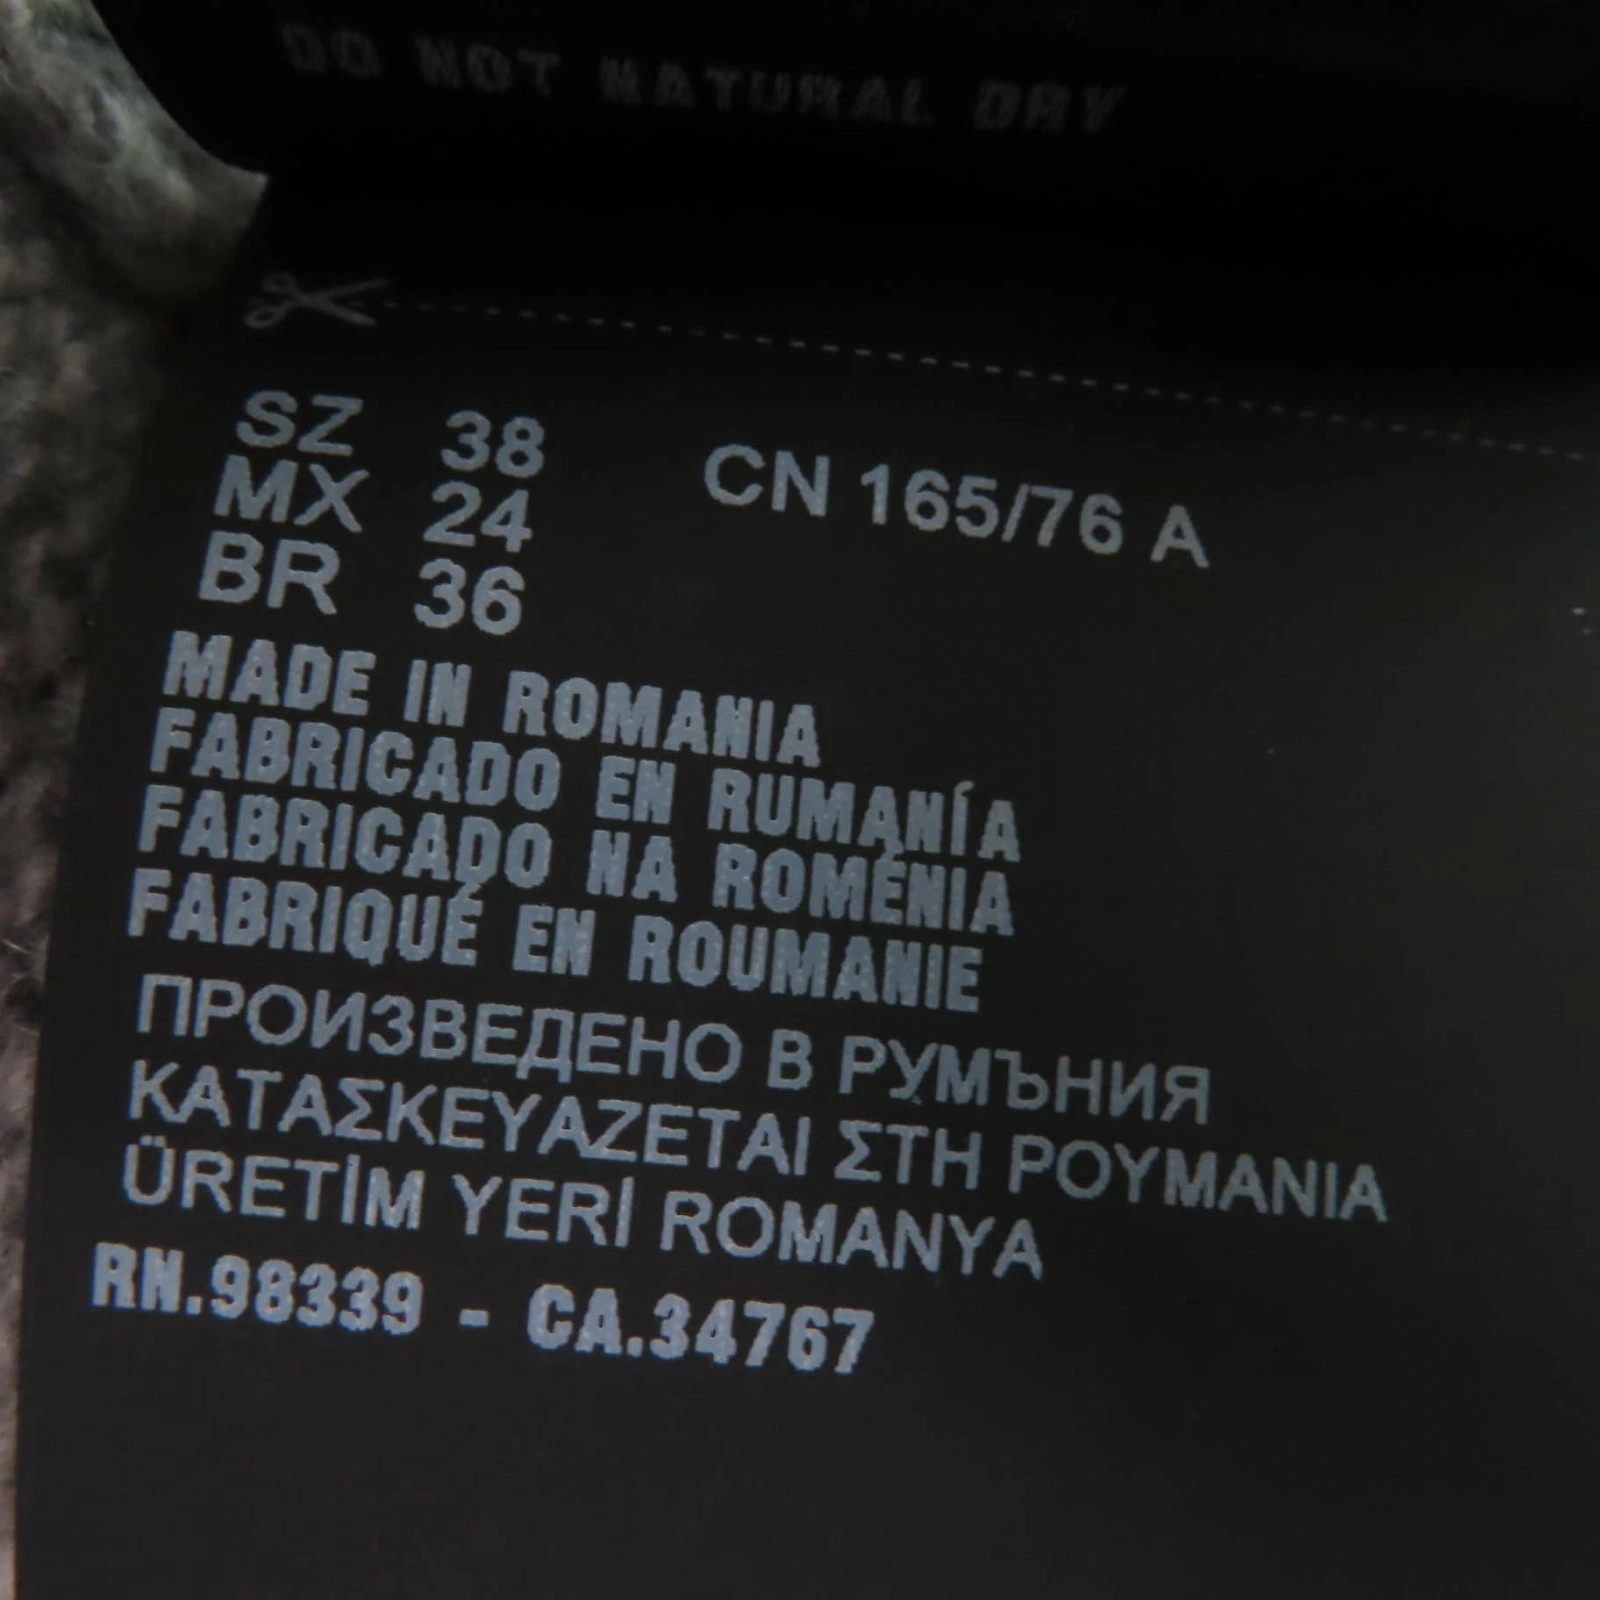 DO NOT NATURAL DRY
SZ 38 CN 165/76 A
MX 24
BR 36
MADE IN ROMANIA
FABRICADO EN RUMANÍA
FABRICADO NA ROMÉNIA
FABRIQUÉ EN ROUMANIE
ПРОИЗВЕДЕНО В РУМЪНИЯ
ΚΑΤΑΣΚΕΥΑΖΕΤΑΙ ΣΤΗ ΡΟΥΜΑΝΙΑ
ÜRETİM YERİ ROMANYA
RN.98339 - CA.34767